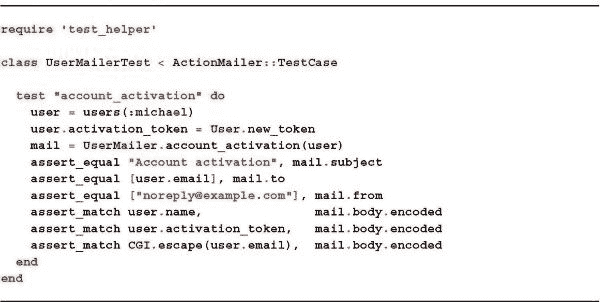 require 'test_helper'
class UserMailerTest < ActionMailer::TestCase
  test "account_activation" do
    user = users(:michael)
    user.activation_token = User.new_token
    mail = UserMailer.account_activation(user)
    assert_equal "Account activation", mail.subject
    assert_equal [user.email], mail.to
    assert_equal ["noreply@example.com"], mail.from
    assert_match user.name,               mail.body.encoded
    assert_match user.activation_token,   mail.body.encoded
    assert_match CGI.escape(user.email),  mail.body.encoded
  end
end